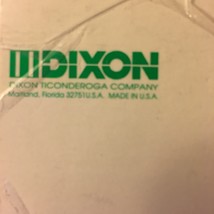 DIXON
DIXON TICONDEROGA COMPANY
Maitland, Florida 32751 U.S.A. MADE IN U.S.A.